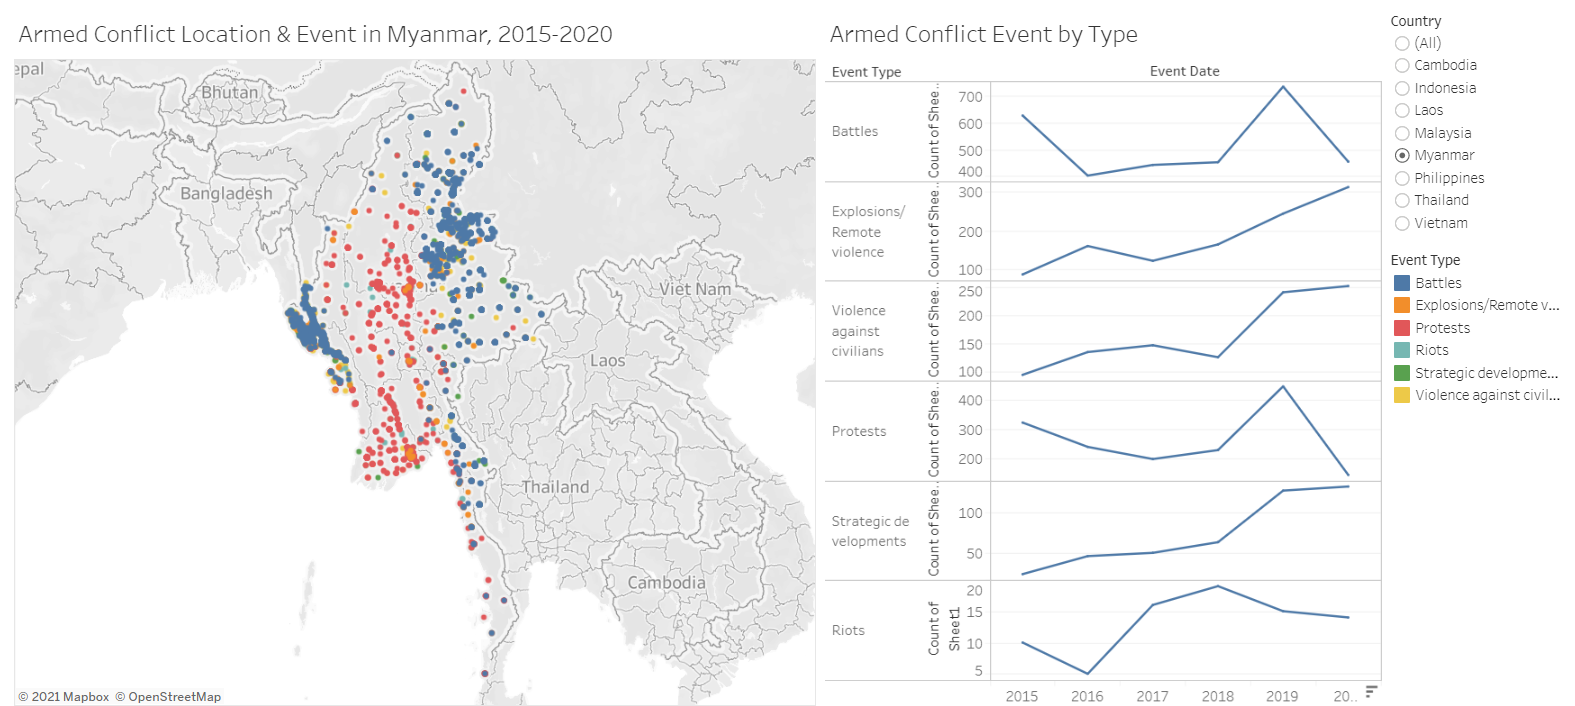 Armed Conflict Location & Event in Myanmar, 2015-2020
epal
Bhutan
Bangladesh
Viet Nam
Laos
Thailand
Cambodia
© 2021 Mapbox © OpenStreetMap
Armed Conflict Event by Type
Event Type
Event Date
Battles
Count of Shee..
700
600
500
400
Explosions/
Remote
violence
Count of Shee..
300
200
100
Violence
against
civilians
Count of Shee..
250
200
150
100
Protests
Count of Shee..
400
300
200
Strategic de
velopments
Count of Shee..
100
50
Riots
Count of
Sheet1
20
15
10
5
2015 2016 2017 2018 2019 20..
Country
(All)
Cambodia
Indonesia
Laos
Malaysia
Myanmar
Philippines
Thailand
Vietnam
Event Type
Battles
Explosions/Remote v...
Protests
Riots
Strategic developme...
Violence against civil...